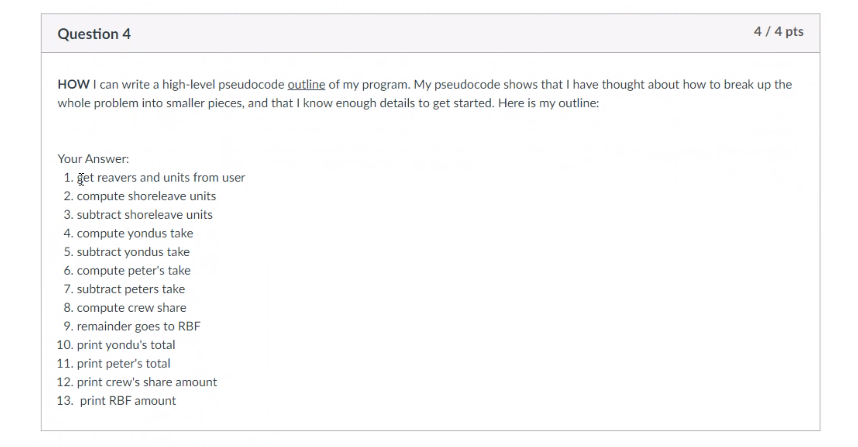 Question 4
4 / 4 pts
HOW I can write a high-level pseudocode outline of my program. My pseudocode shows that I have thought about how to break up the
whole problem into smaller pieces, and that I know enough details to get started. Here is my outline:
Your Answer:
1. get reavers and units from user
2. compute shoreleave units
3. subtract shoreleave units
4. compute yondus take
5. subtract yondus take
6. compute peter's take
7. subtract peters take
8. compute crew share
9. remainder goes to RBF
10. print yondu's total
11. print peter's total
12. print crew's share amount
13. print RBF amount